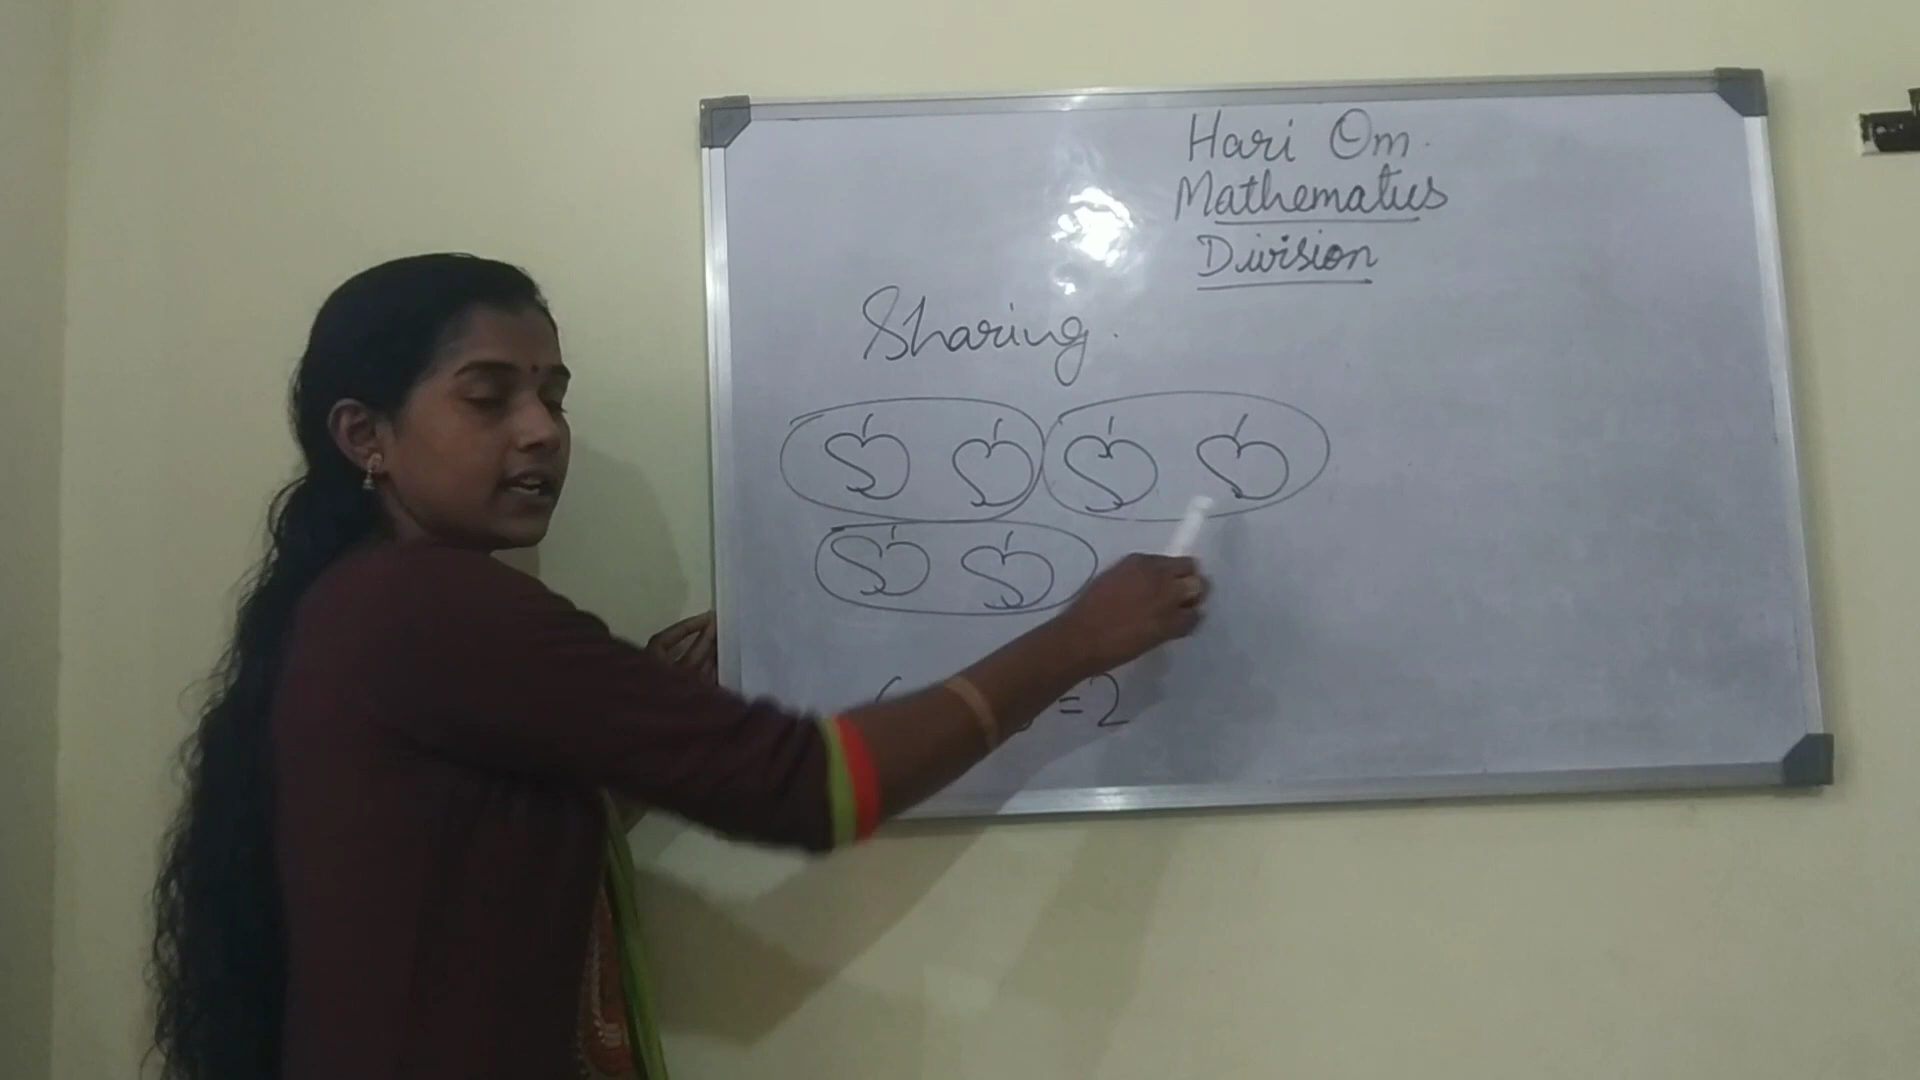 Hari Om.
Mathematics
Division
Sharing.
= 2